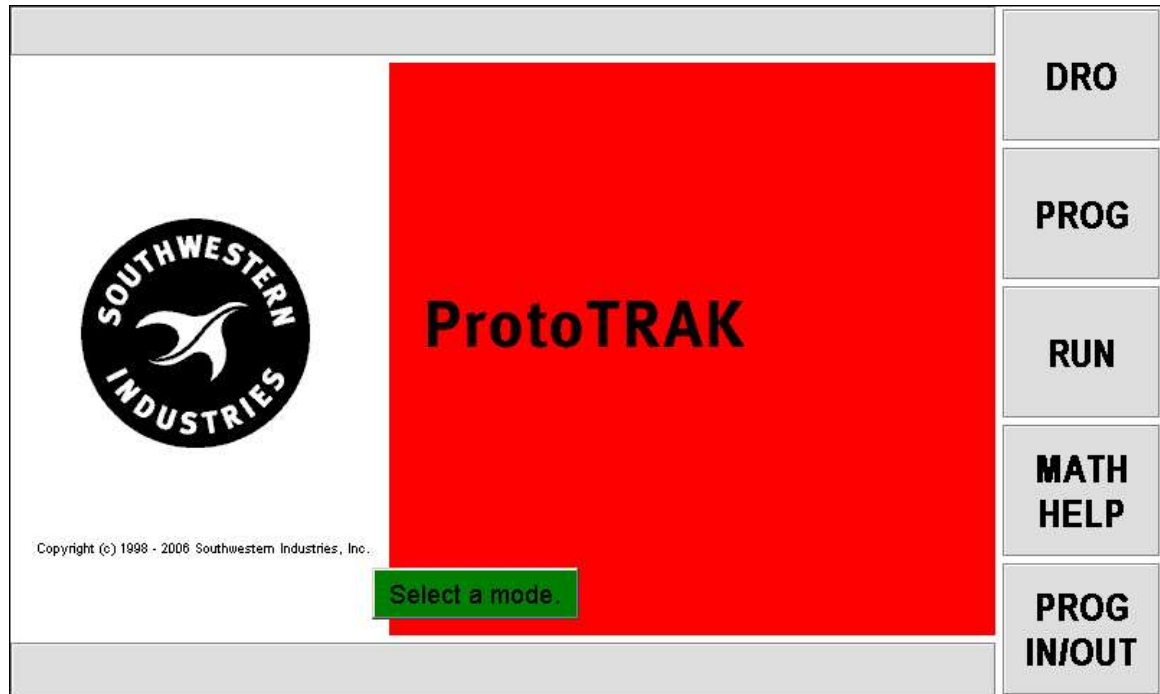 SOUTHWESTERN
INDUSTRIES
Copyright (c) 1998 - 2006 Southwestern Industries, Inc.
ProtoTRAK
Select a mode.
DRO
PROG
RUN
MATH
HELP
PROG
IN/OUT